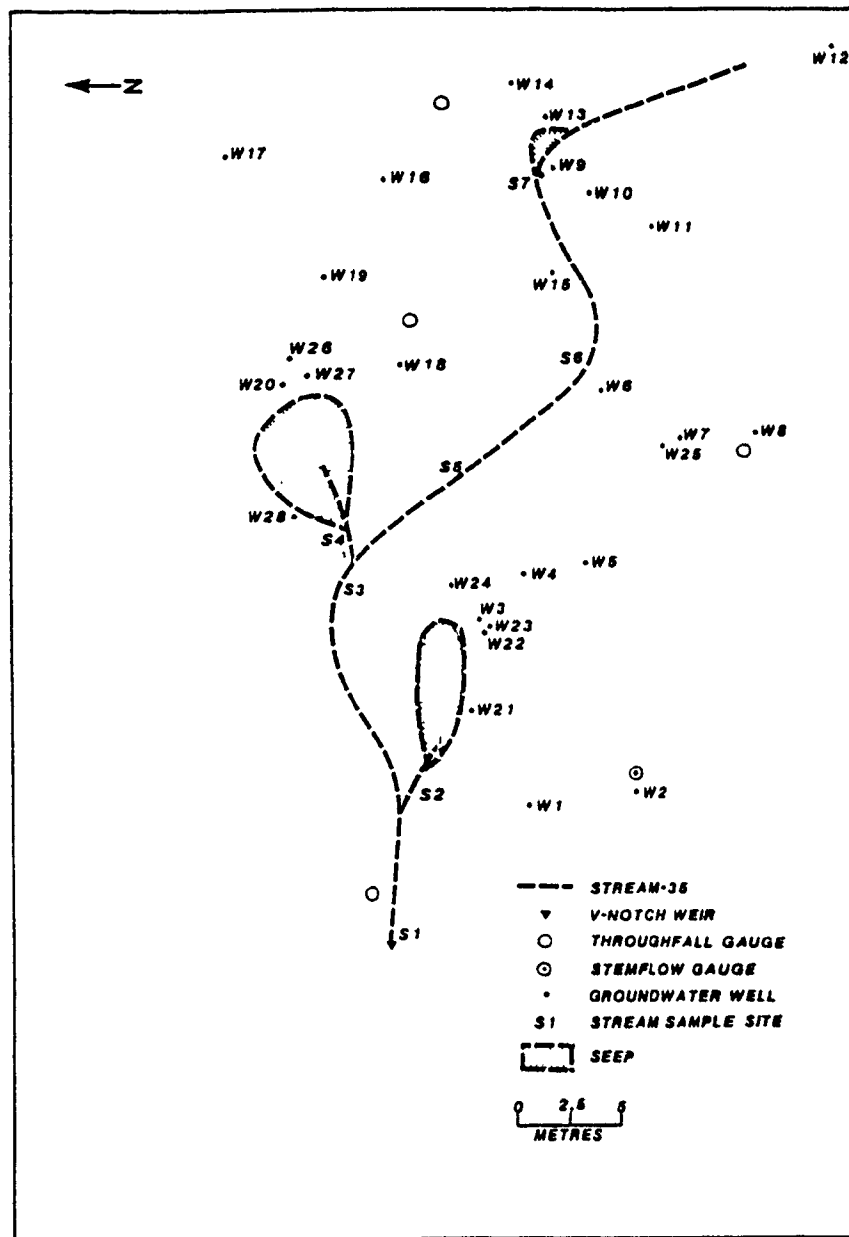 W12
N
W14
W13
W17
W16
W9
S7
W10
W11
W19
W15
W26
S6
W18
W27
W20
W6
W7
W8
W25
S5
W28
S4
W5
W4
S3
W24
W3
W23
W22
W21
S2
W2
W1
S1
STREAM-35
V-NOTCH WEIR
THROUGHFALL GAUGE
STEMFLOW GAUGE
GROUNDWATER WELL
S1 STREAM SAMPLE SITE
SEEP
0 2.5 5
METRES